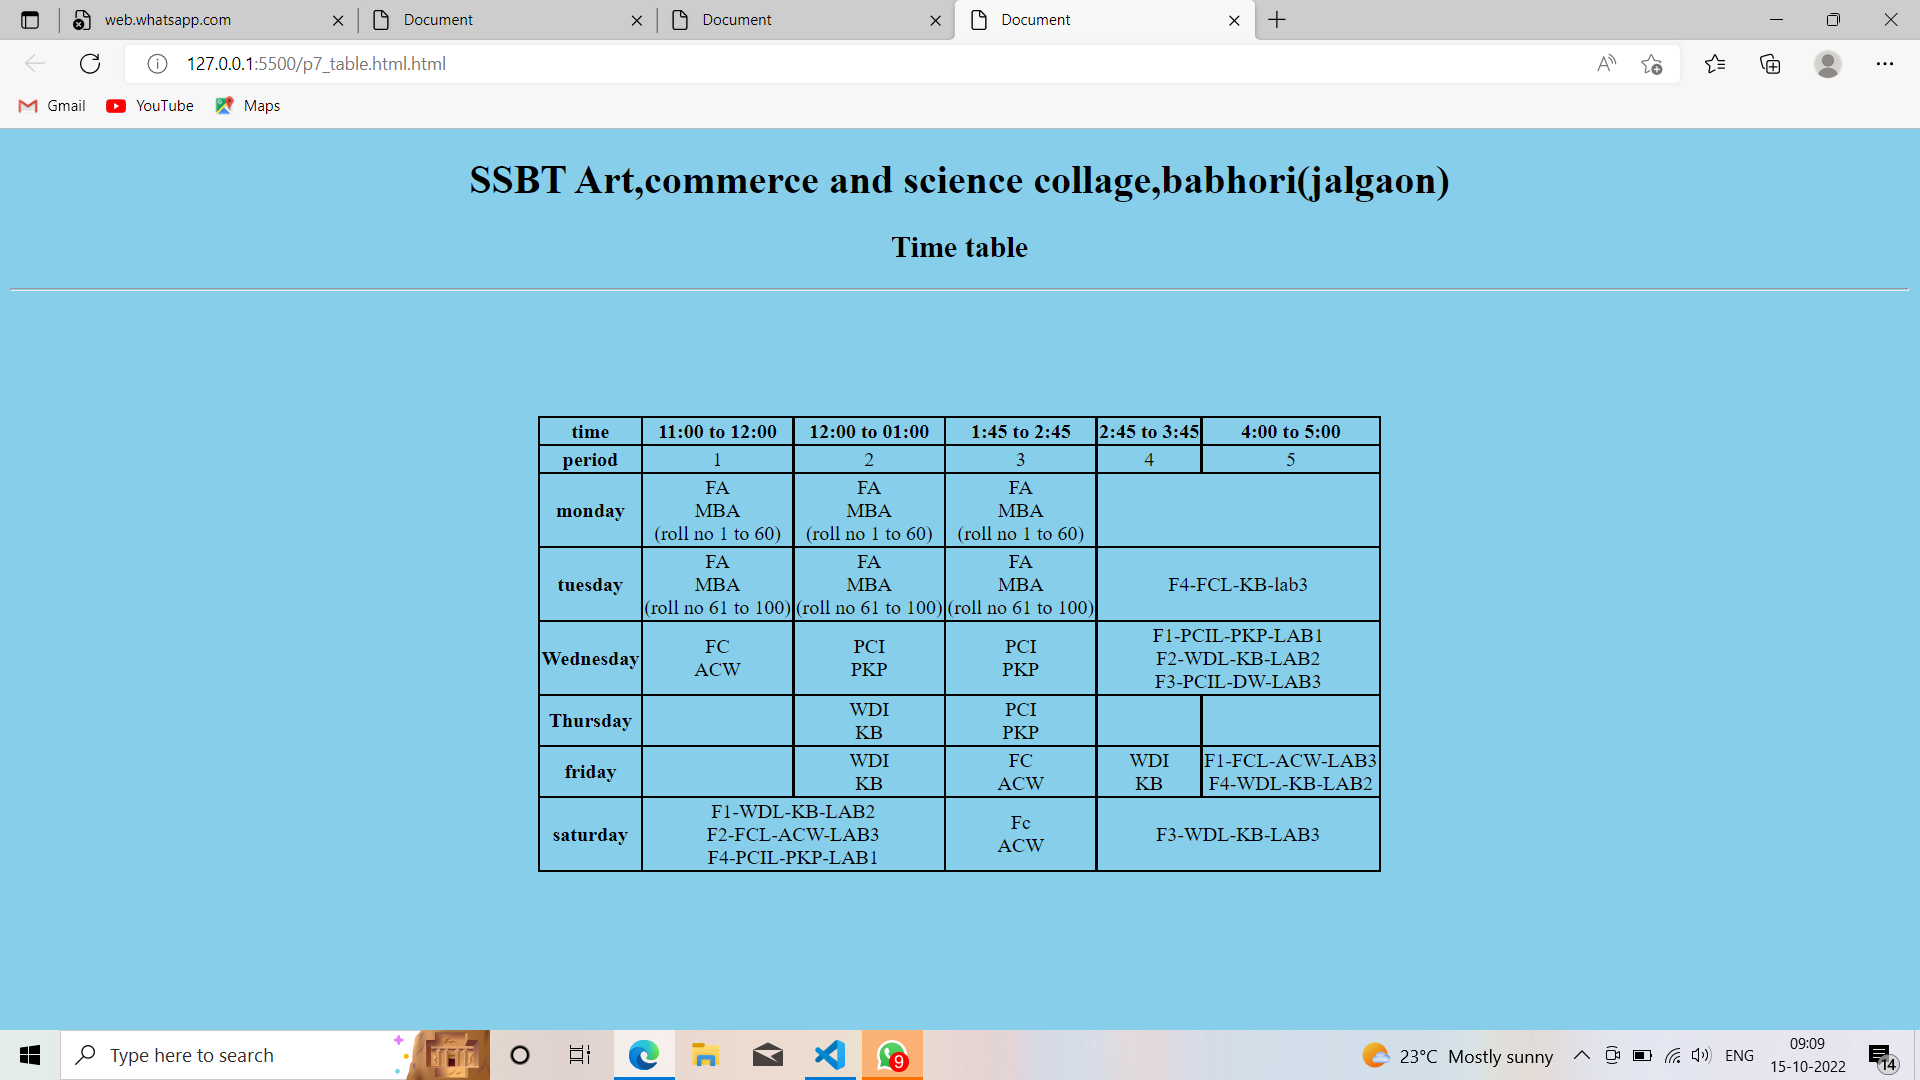 web.whatsapp.com
Document
Document
Document
127.0.0.1:5500/p7_table.html.html
Gmail
YouTube
Maps
SSBT Art,commerce and science collage,babhori(jalgaon)
Time table
time 11:00 to 12:00 12:00 to 01:00 1:45 to 2:45 2:45 to 3:45 4:00 to 5:00
period 1 2 3 4 5
monday
FA FA FA
MBA MBA MBA
(roll no 1 to 60) (roll no 1 to 60) (roll no 1 to 60)
tuesday
FA FA FA
MBA MBA MBA
(roll no 61 to 100) (roll no 61 to 100) (roll no 61 to 100)
F4-FCL-KB-lab3
Wednesday
FC PCI PCI
ACW PKP PKP
F1-PCIL-PKP-LAB1
F2-WDL-KB-LAB2
F3-PCIL-DW-LAB3
Thursday
WDI PCI
KB PKP
friday
WDI FC WDI F1-FCL-ACW-LAB3
KB ACW KB F4-WDL-KB-LAB2
saturday
F1-WDL-KB-LAB2
F2-FCL-ACW-LAB3
F4-PCIL-PKP-LAB1
Fc
ACW
F3-WDL-KB-LAB3
Type here to search
9
23°C Mostly sunny
ENG
09:09
15-10-2022
14